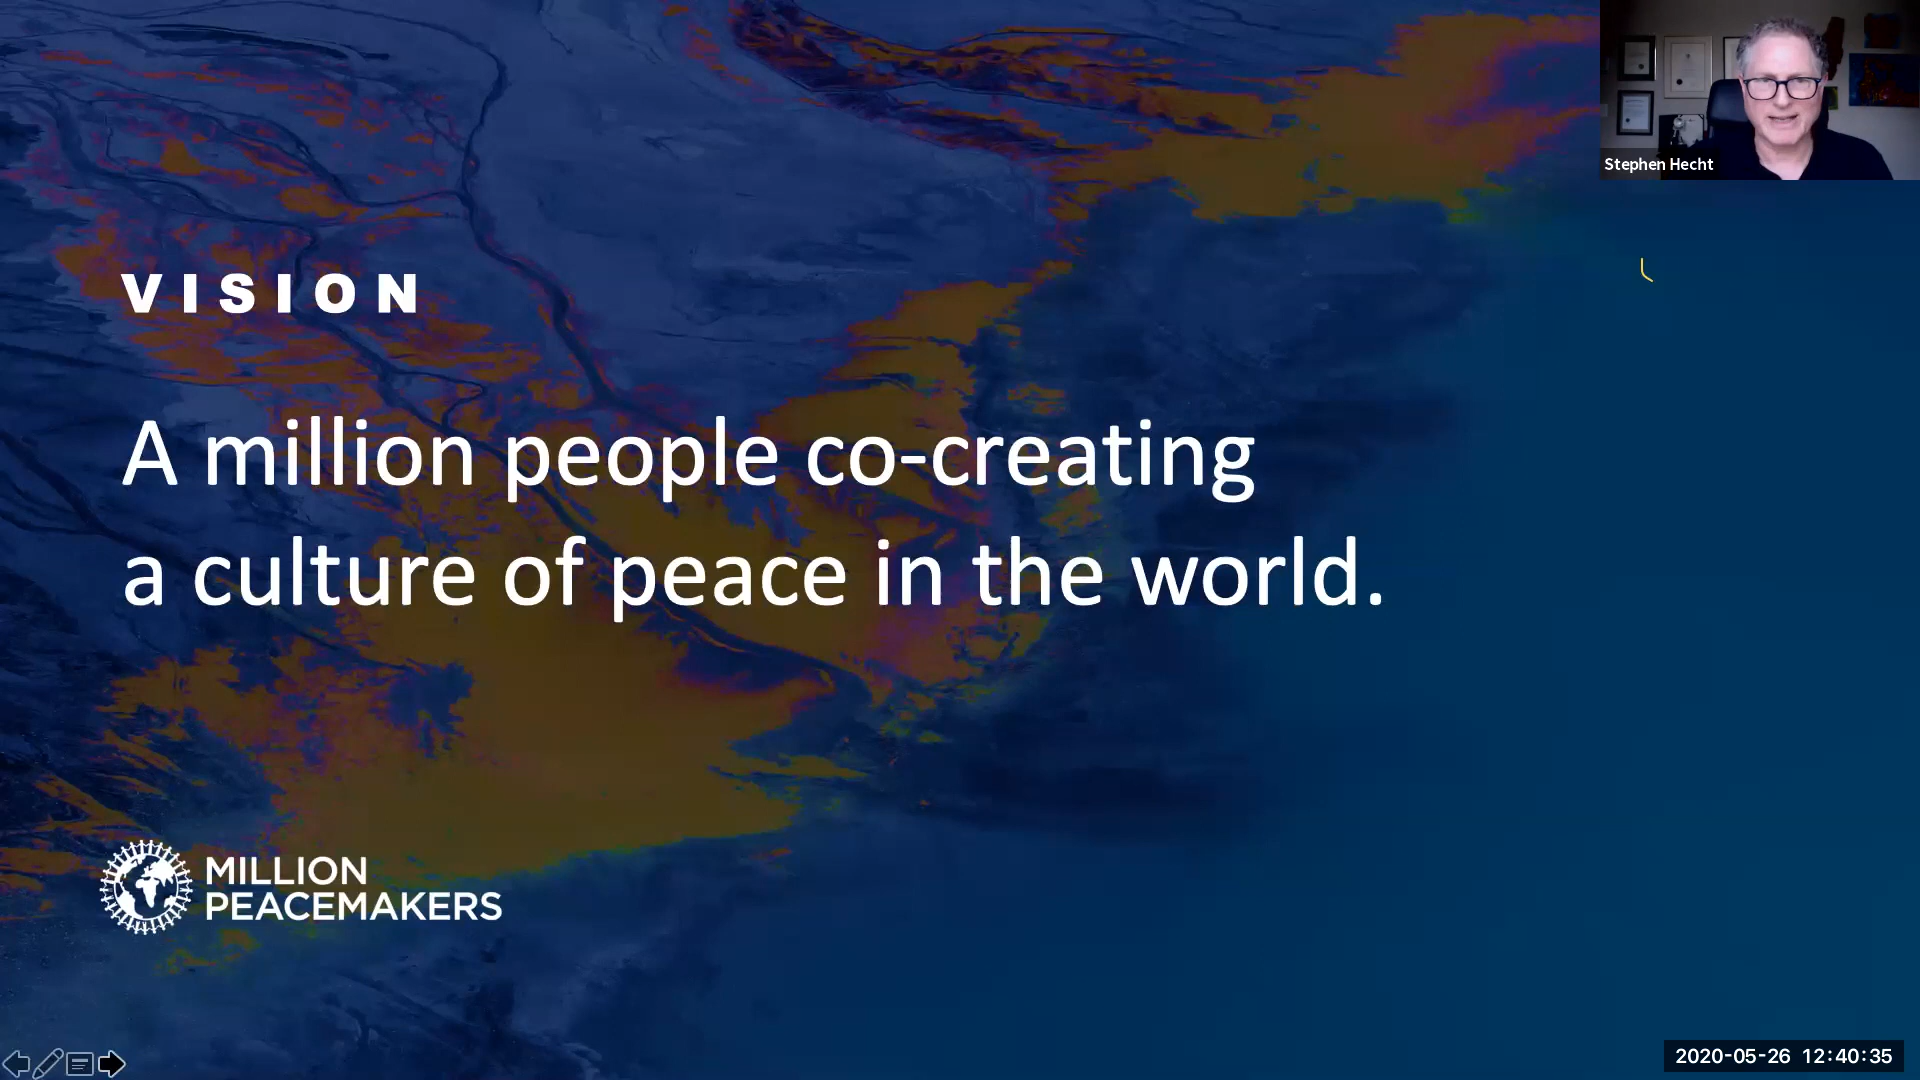 Stephen Hecht
VISION
A million people co-creating
a culture of peace in the world.
MILLION
PEACEMAKERS
2020-05-26 12:40:35